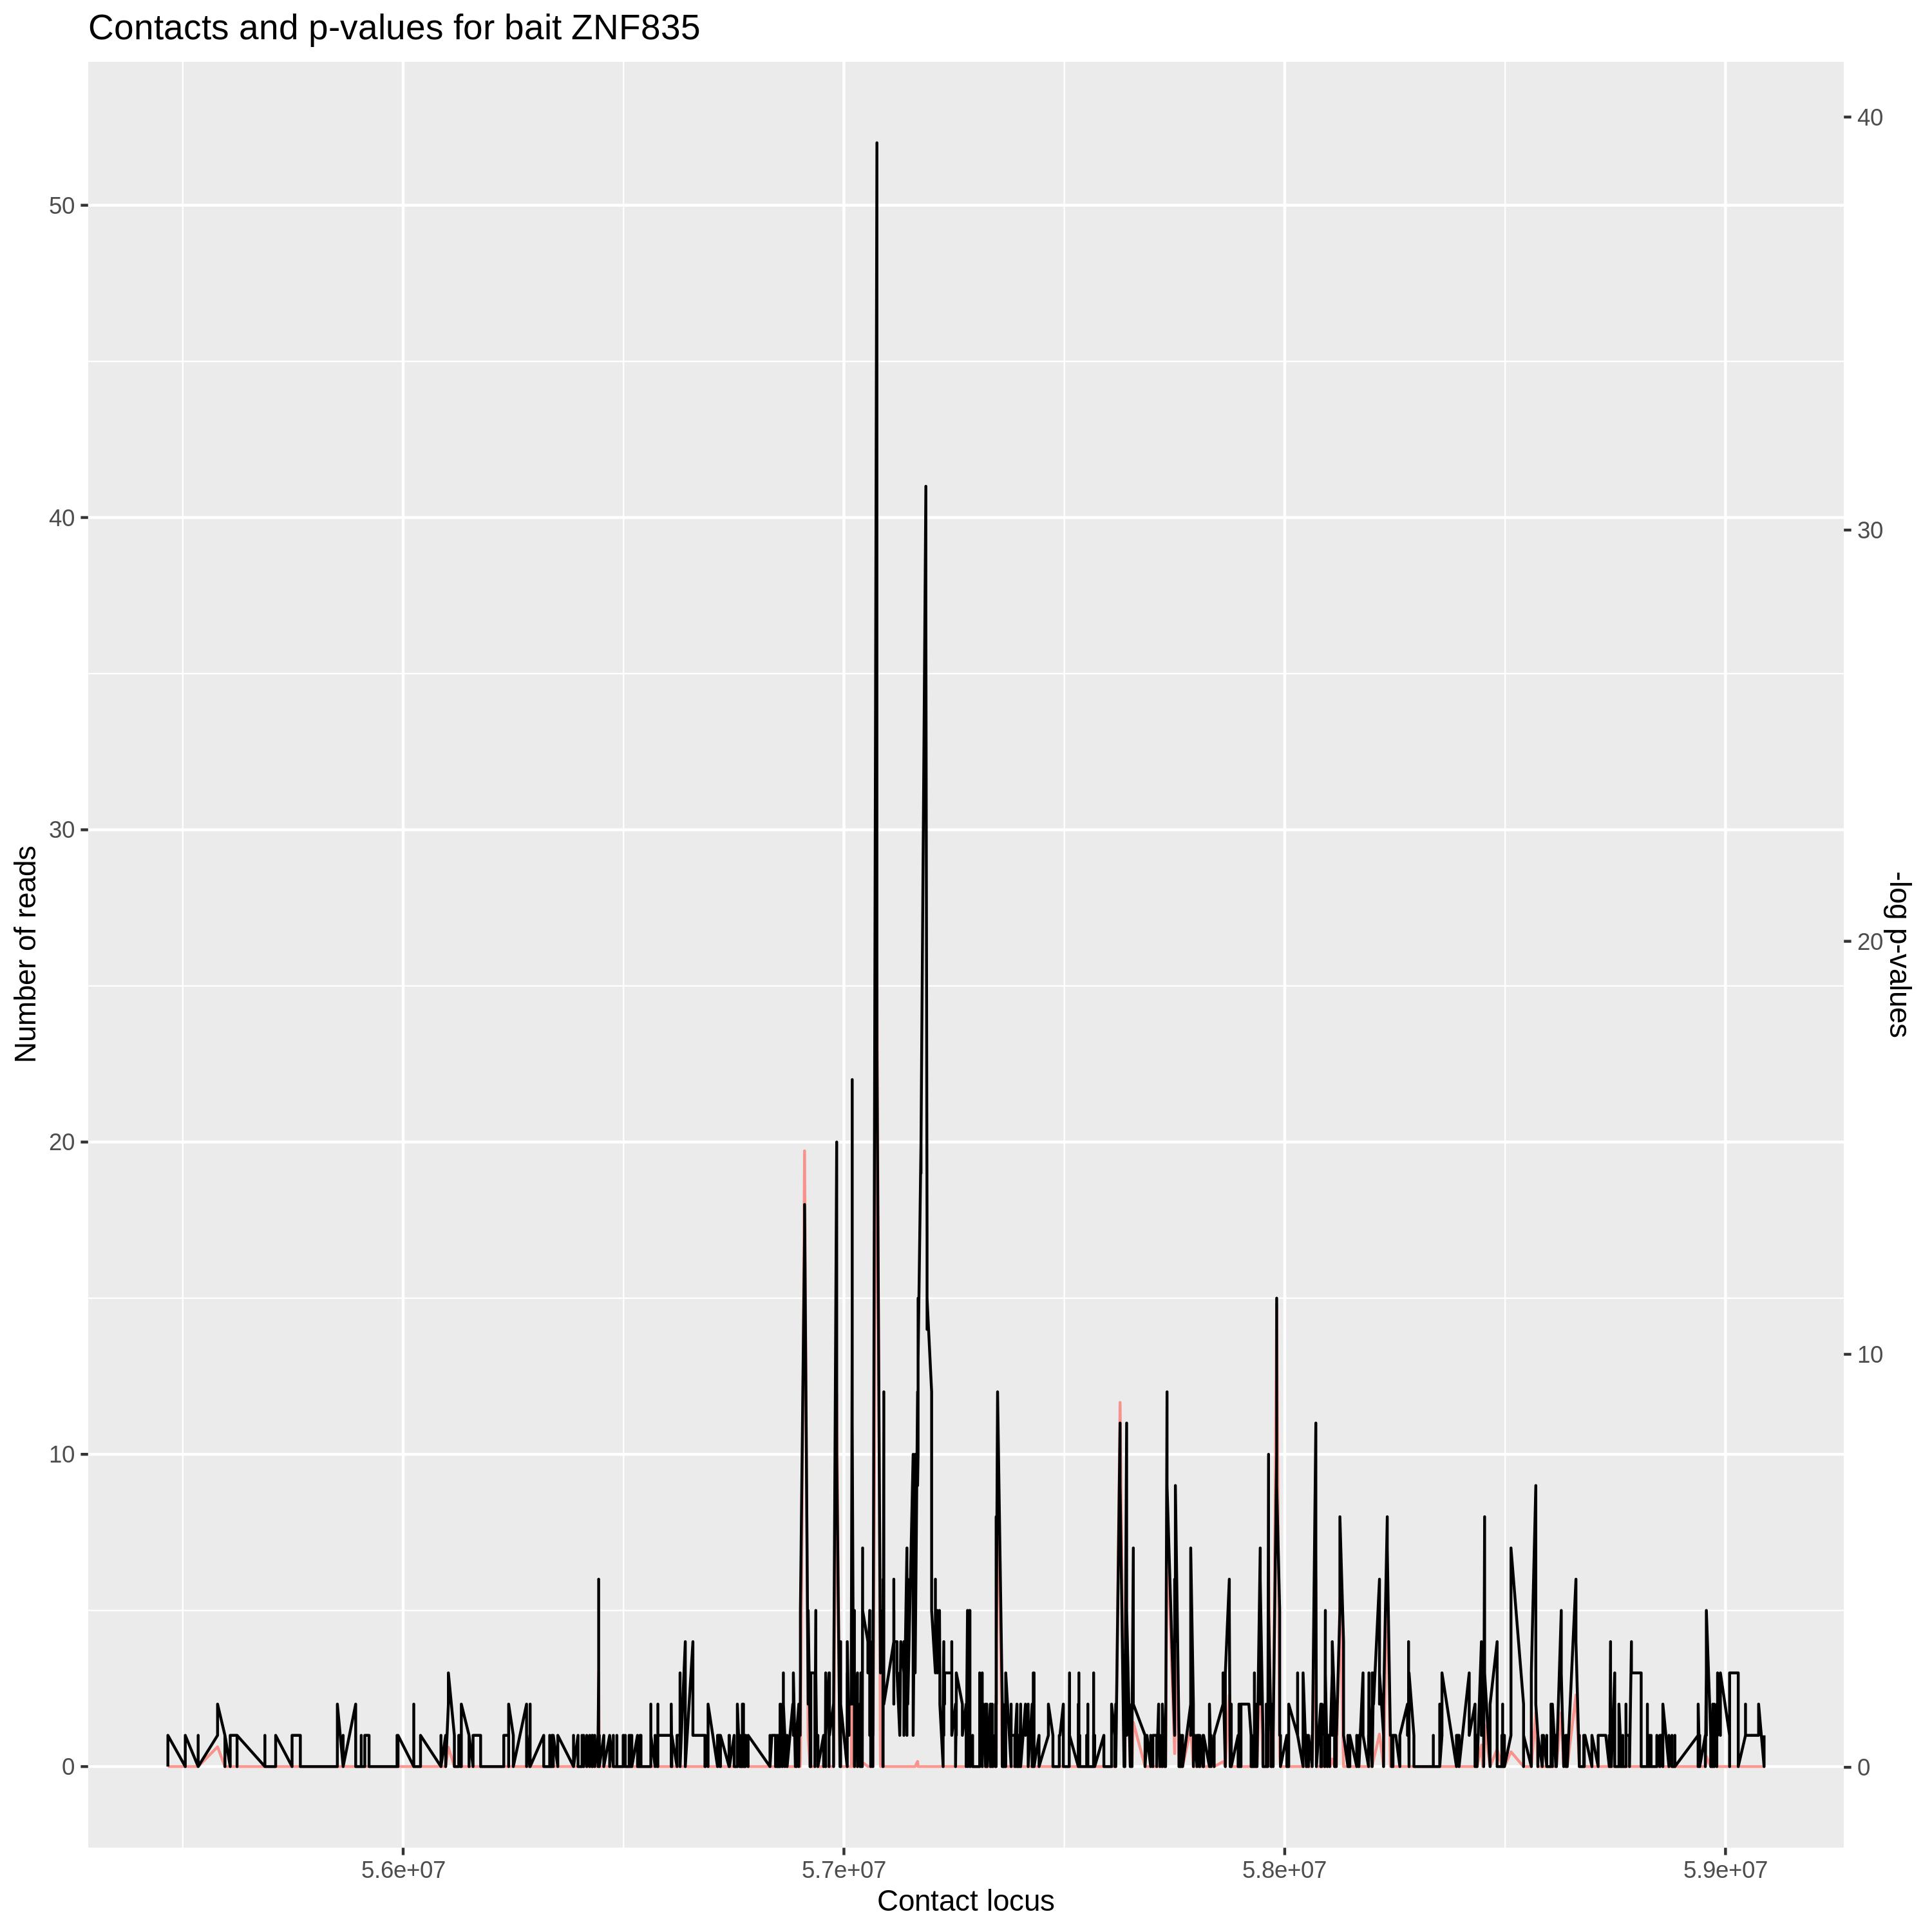 Contacts and p-values for bait ZNF835
50
40
30
20
10
0
Number of reads
40
30
20
10
0
-log p-values
5.6e+07
5.7e+07
5.8e+07
5.9e+07
Contact locus